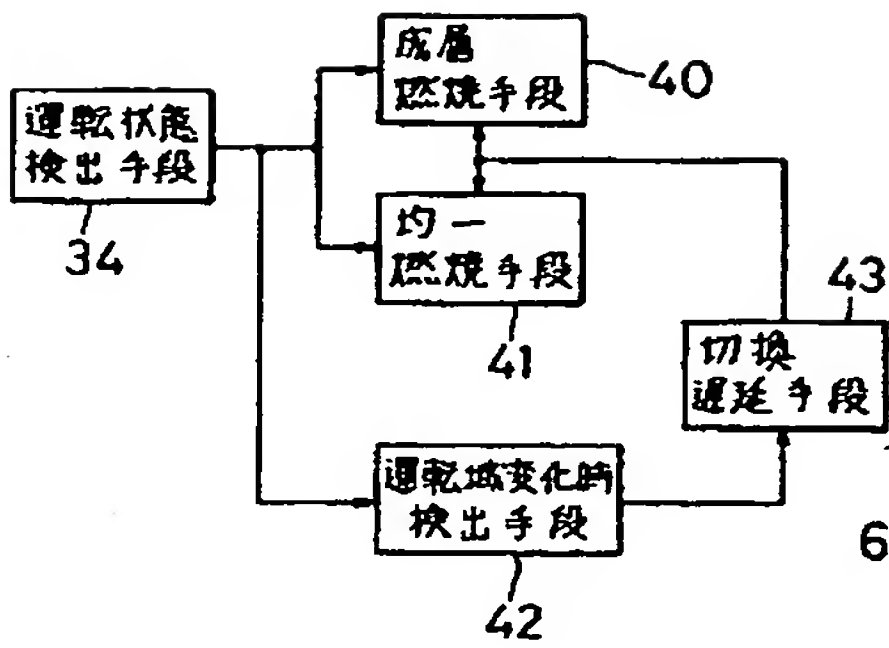 成層
燃焼手段
40
運転状態
検出手段
34
均一
燃焼手段
41
43
切換
遅延手段
運転域変化時
検出手段
42
6